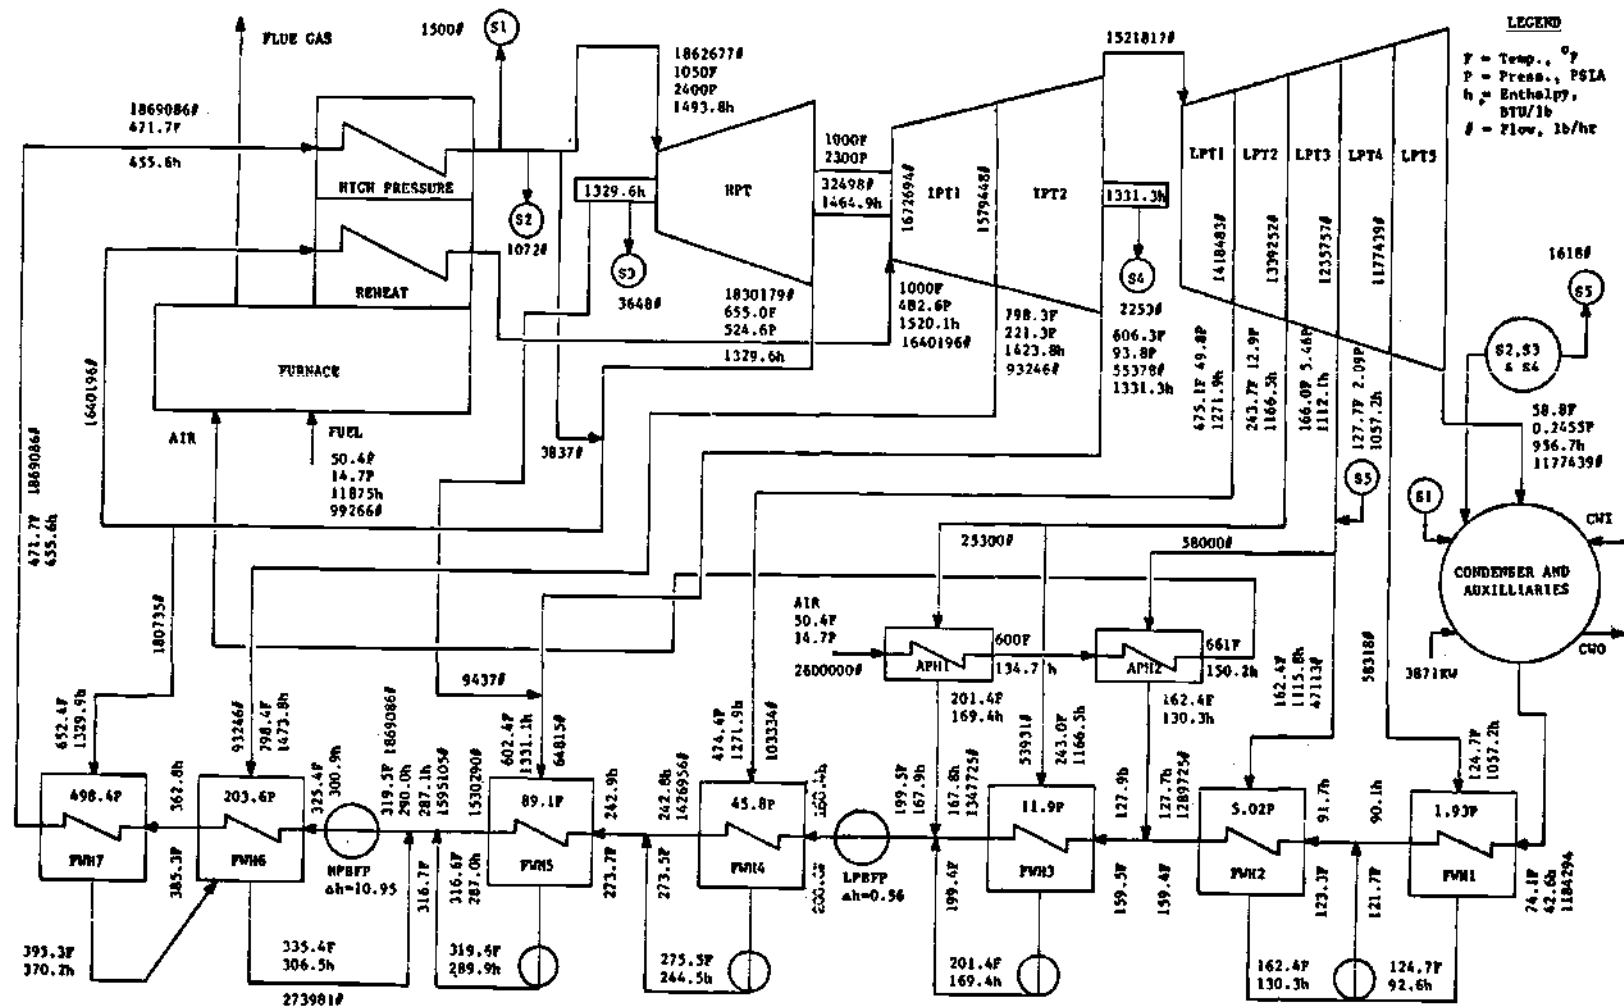 LEGEND
F = Temp., °F
P = Press., PSIA
h = Enthalpy,
BTU/lb
# = Flow, lb/hr
FLUE GAS
1500#
S1
1869086#
471.7F
455.6h
HIGH PRESSURE
REHEAT
FURNACE
AIR
FUEL
50.4F
14.7P
11875h
99266#
S2
1072#
1862677#
1050F
2400P
1493.8h
1329.6h
S3
3648#
HPT
1000F
2300P
32498#
1464.9h
1830179#
655.0F
524.6P
1329.6h
3837#
1672694#
IPT1
1579448#
IPT2
1331.3h
S4
2253#
1000F
482.6P
1520.1h
1640196#
798.3F
221.3P
1423.8h
93246#
606.3F
93.8P
55378#
1331.3h
1521817#
LPT1
LPT2
LPT3
LPT4
LPT5
1418483#
1339252#
1235757#
1177439#
475.1F 49.8P
1271.9h
243.7F 12.9P
1166.5h
166.0F 5.46P
1112.1h
127.7F 2.09P
1057.2h
1618#
S5
S2,S3
& S4
58.8F
0.2455P
956.7h
1177439#
S5
S1
CWI
CONDENSER AND
AUXILLIARIES
CWO
3871KW
1640196#
471.7F 1869086#
455.6h
180735#
9437#
25300#
58000#
AIR
50.4F
14.7P
2600000#
APH1
600F
134.7h
APH2
661F
150.2h
201.4F
169.4h
162.4F
130.3h
162.4F
1115.8h
47113#
58318#
652.4F
1329.9h
498.4P
FWH7
362.8h
385.3F
93246#
798.4F
1473.8h
203.6P
FWH6
325.4F
300.9h
HPBFP
Δh=10.95
1869086#
319.5F
290.0h
287.1h
1595105#
1530290#
316.7F
316.6F
287.0h
602.4F
1331.1h
64815#
89.1P
FWH5
242.9h
273.7F
242.8h
1426956#
273.5F
474.4F
1271.9h
103334#
45.8P
FWH4
LPBFP
Δh=0.56
199.5F
167.9h
167.8h
1347725#
199.4F
53931#
243.0F
1166.5h
11.9P
FWH3
127.9h
159.5F
127.7h
1289725#
159.4F
5.02P
FWH2
91.7h
123.3F
90.1h
121.7F
124.7F
1057.2h
1.93P
FWH1
74.1F
42.6h
1184294
395.3F
370.2h
335.4F
306.5h
273981#
319.6F
289.9h
275.5F
244.5h
201.4F
169.4h
162.4F
130.3h
124.7F
92.6h